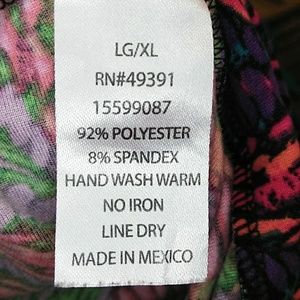 LG/XL
RN#49391
15599087
92% POLYESTER
8% SPANDEX
HAND WASH WARM
NO IRON
LINE DRY
MADE IN MEXICO